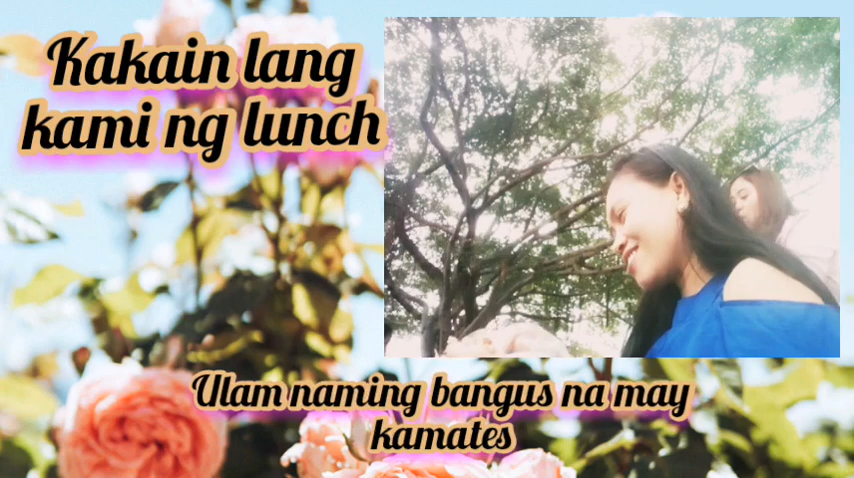 Kakain lang
kami ng lunch
Ulam naming bangus na may
kamates